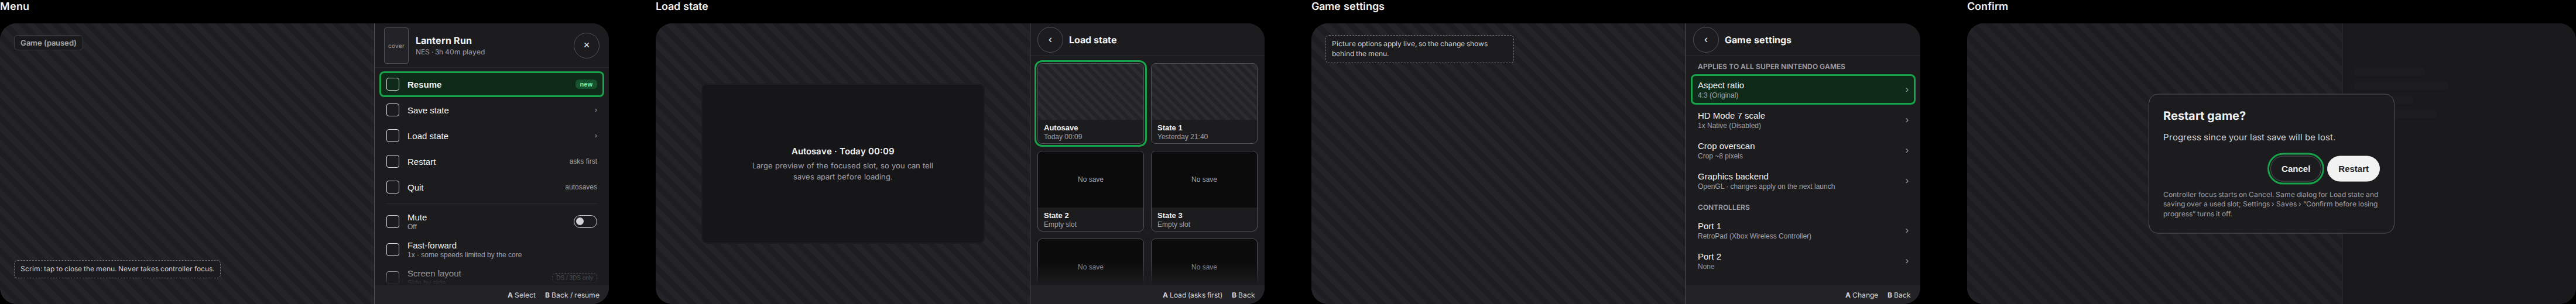 Menu
Game (paused)
cover
Lantern Run
NES · 3h 40m played
×
Resume
new
Save state
›
Load state
›
Restart
asks first
Quit
autosaves
Mute
Off
Fast-forward
1x · some speeds limited by the core
Screen layout
DS / 3DS only
Scrim: tap to close the menu. Never takes controller focus.
A Select B Back / resume
Load state
Autosave · Today 00:09
Large preview of the focused slot, so you can tell
saves apart before loading.
‹ Load state
Autosave
Today 00:09
State 1
Yesterday 21:40
No save
State 2
Empty slot
No save
State 3
Empty slot
No save
No save
A Load (asks first) B Back
Game settings
Picture options apply live, so the change shows
behind the menu.
‹ Game settings
APPLIES TO ALL SUPER NINTENDO GAMES
Aspect ratio
4:3 (Original)
›
HD Mode 7 scale
1x Native (Disabled)
›
Crop overscan
Crop ~8 pixels
›
Graphics backend
OpenGL · changes apply on the next launch
›
CONTROLLERS
Port 1
RetroPad (Xbox Wireless Controller)
›
Port 2
None
›
A Change B Back
Confirm
Restart game?
Progress since your last save will be lost.
Cancel Restart
Controller focus starts on Cancel. Same dialog for Load state and
saving over a used slot; Settings › Saves › "Confirm before losing
progress" turns it off.